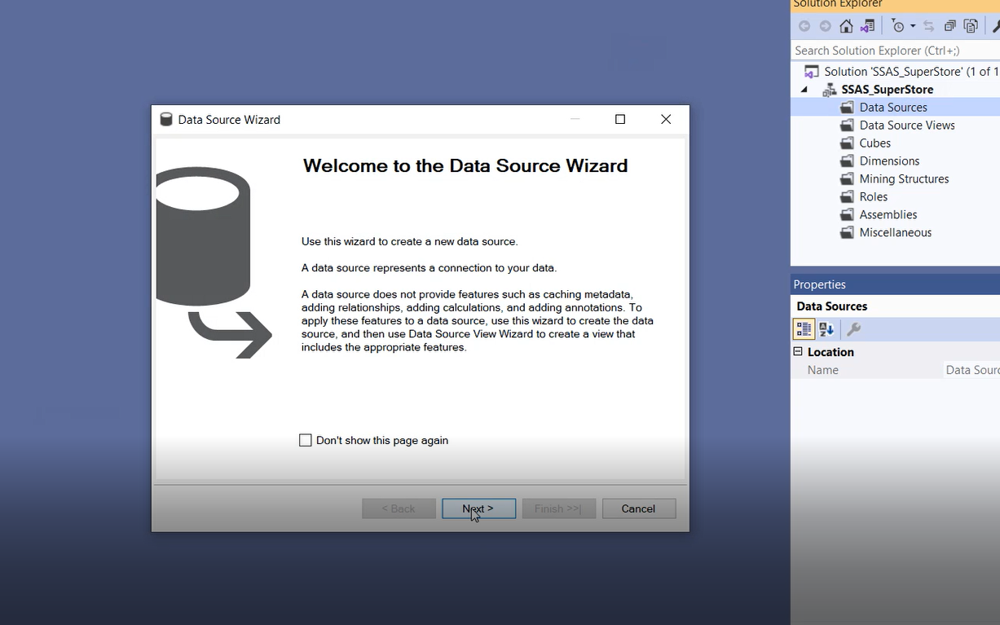 Data Source Wizard
Welcome to the Data Source Wizard
Use this wizard to create a new data source.
A data source represents a connection to your data.
A data source does not provide features such as caching metadata,
adding relationships, adding calculations, and adding annotations. To
apply these features to a data source, use this wizard to create the data
source, and then use Data Source View Wizard to create a view that
includes the appropriate features.
Don't show this page again
< Back
Next >
Finish >>|
Cancel
Solution Explorer
Search Solution Explorer (Ctrl+;)
Solution 'SSAS_SuperStore' (1 of 1
SSAS_SuperStore
Data Sources
Data Source Views
Cubes
Dimensions
Mining Structures
Roles
Assemblies
Miscellaneous
Properties
Data Sources
Location
Name
Data Sourc